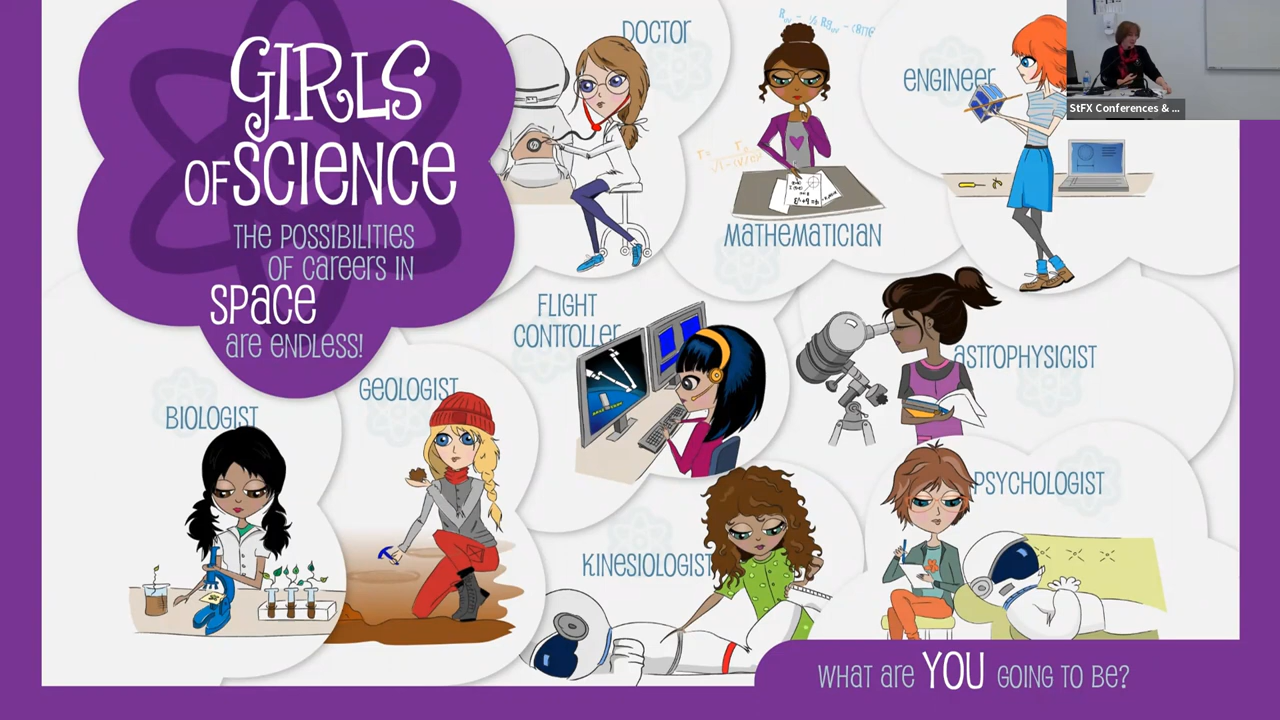 GIRLS
OF SCIENCE
THE POSSIBILITIES
OF CAREERS IN
SPACE
ARE ENDLESS!
DOCTOR
MATHEMATICIAN
ENGINEER
StFX Conferences & ...
FLIGHT
CONTROLLER
ASTROPHYSICIST
GEOLOGIST
BIOLOGIST
KINESIOLOGIST
PSYCHOLOGIST
WHAT ARE YOU GOING TO BE?